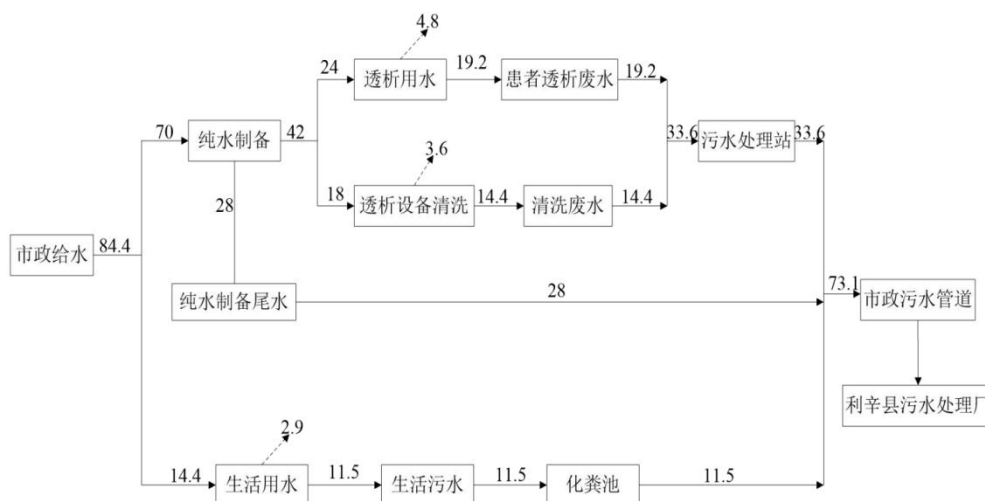 4.8
24
透析用水
19.2
患者透析废水
19.2
70
纯水制备
42
33.6
污水处理站
33.6
3.6
18
透析设备清洗
14.4
清洗废水
14.4
28
市政给水
84.4
纯水制备尾水
28
73.1
市政污水管道
利辛县污水处理厂
2.9
14.4
生活用水
11.5
生活污水
11.5
化粪池
11.5